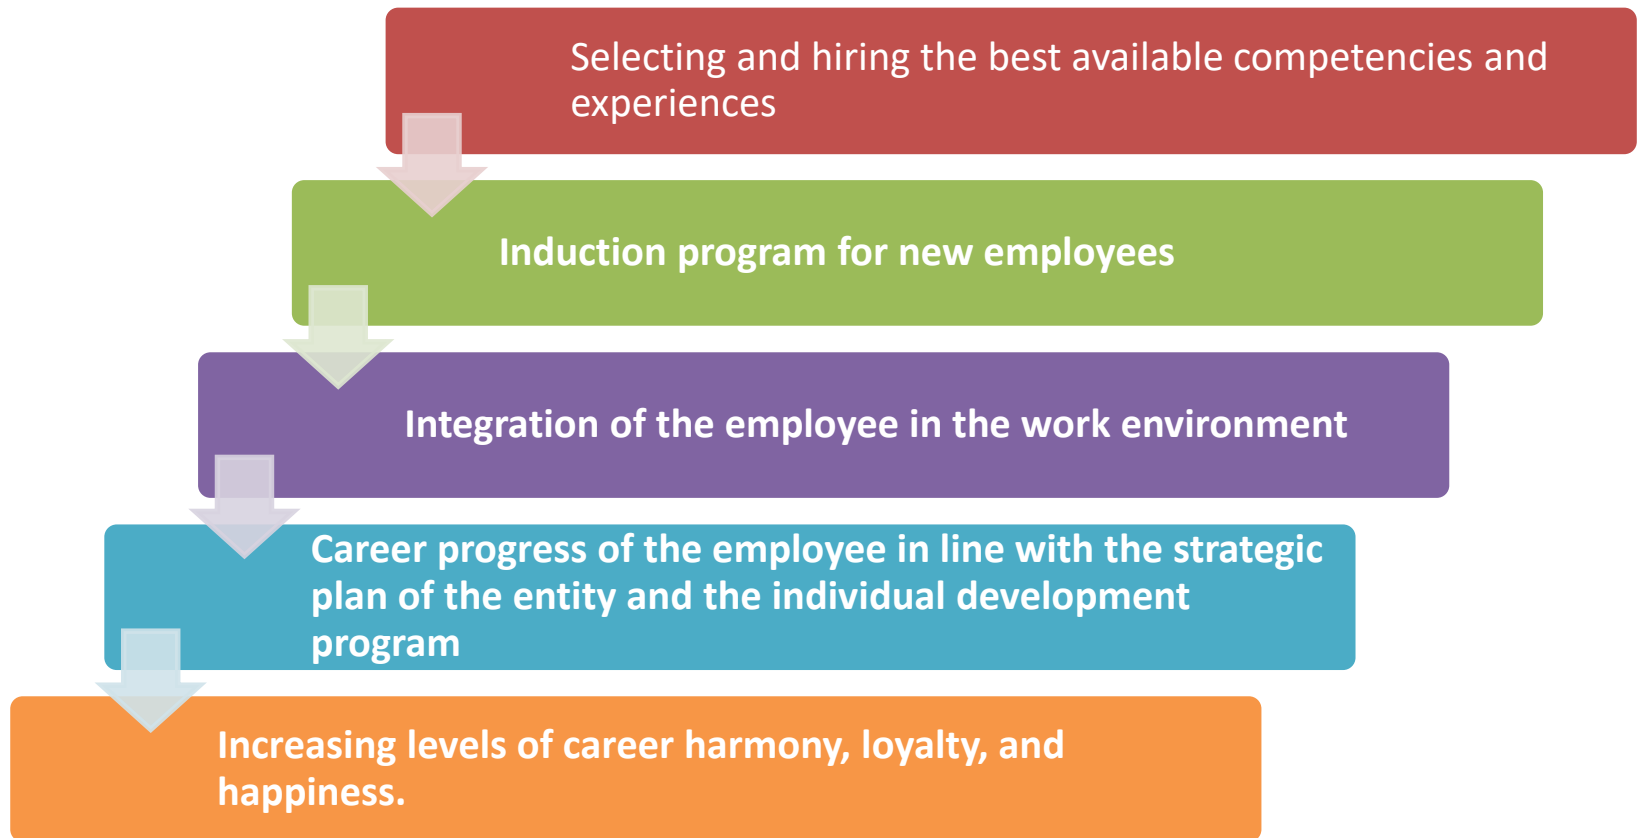 Selecting and hiring the best available competencies and
experiences
Induction program for new employees
Integration of the employee in the work environment
Career progress of the employee in line with the strategic
plan of the entity and the individual development
program
Increasing levels of career harmony, loyalty, and
happiness.